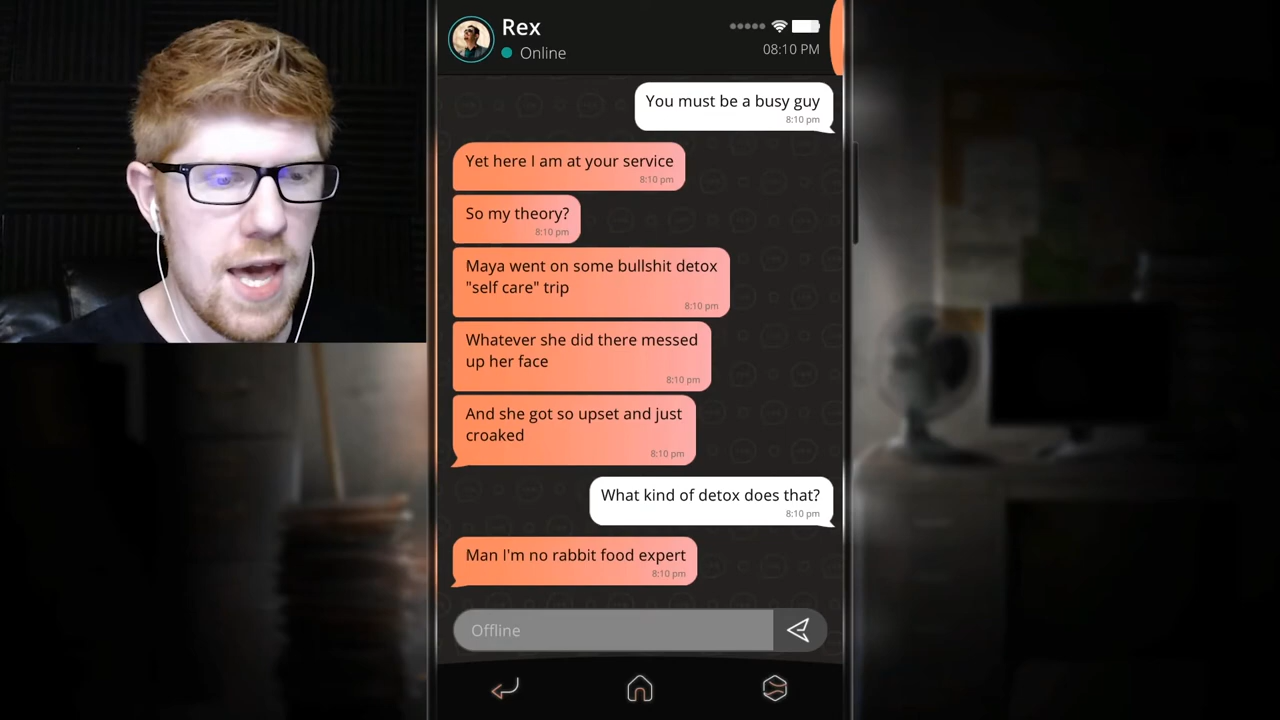 Rex
Online
08:10 PM
You must be a busy guy
8:10 pm
Yet here I am at your service
8:10 pm
So my theory?
8:10 pm
Maya went on some bullshit detox
"self care" trip
8:10 pm
Whatever she did there messed
up her face
8:10 pm
And she got so upset and just
croaked
8:10 pm
What kind of detox does that?
8:10 pm
Man I'm no rabbit food expert
8:10 pm
Offline